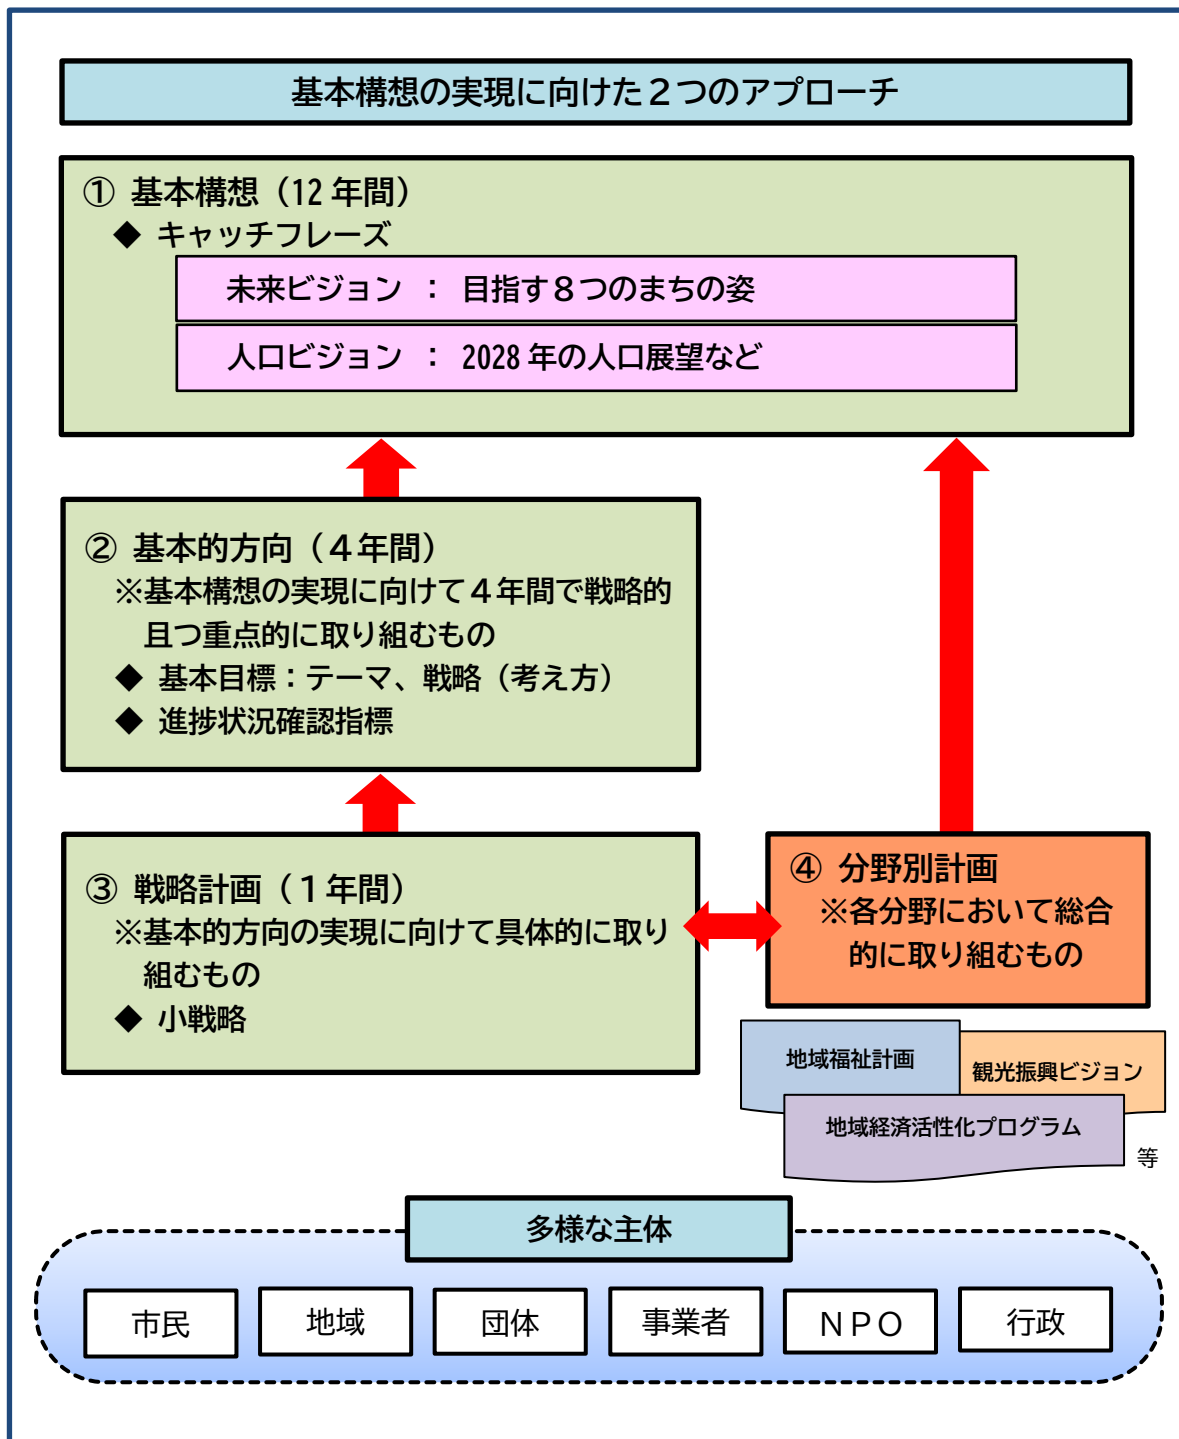 基本構想の実現に向けた２つのアプローチ
① 基本構想（12 年間）
◆ キャッチフレーズ
未来ビジョン ： 目指す８つのまちの姿
人口ビジョン ： 2028 年の人口展望など
② 基本的方向（４年間）
※基本構想の実現に向けて４年間で戦略的
且つ重点的に取り組むもの
◆ 基本目標：テーマ、戦略（考え方）
◆ 進捗状況確認指標
③ 戦略計画（１年間）
※基本的方向の実現に向けて具体的に取り
組むもの
◆ 小戦略
④ 分野別計画
※各分野において総合
的に取り組むもの
地域福祉計画
観光振興ビジョン
地域経済活性化プログラム
等
多様な主体
市民
地域
団体
事業者
ＮＰＯ
行政